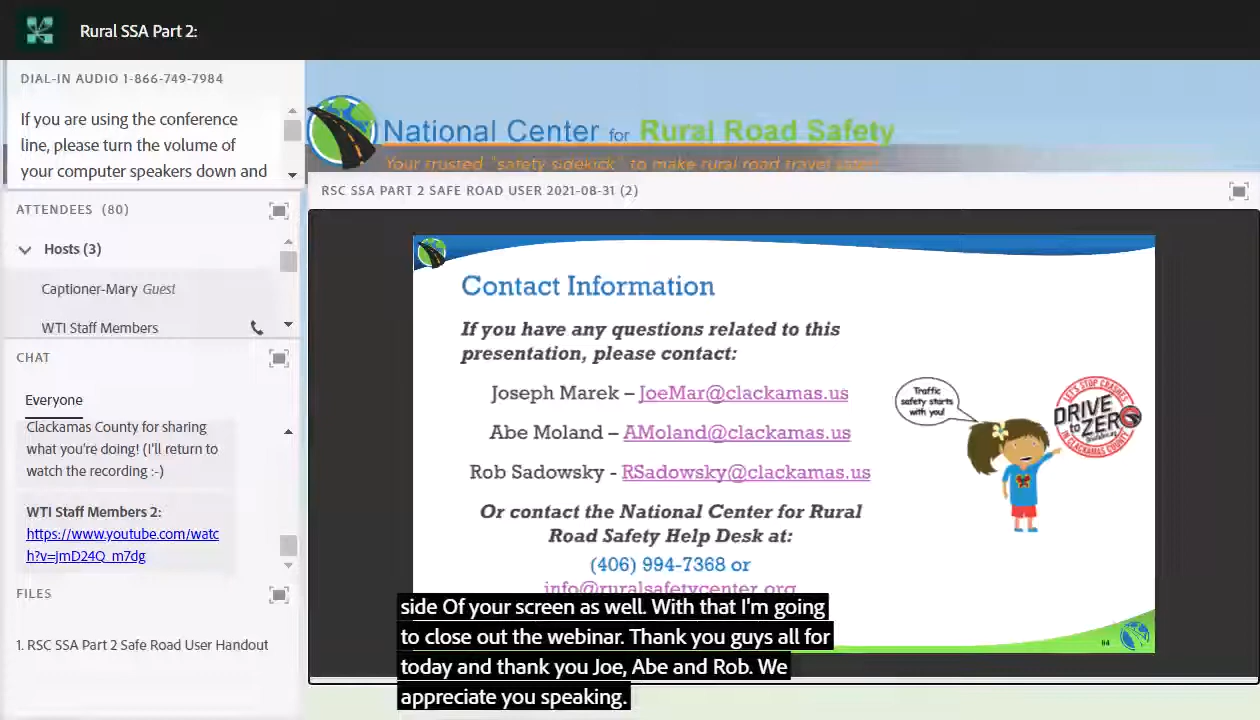 Rural SSA Part 2:
DIAL-IN AUDIO 1-866-749-7984
If you are using the conference
line, please turn the volume of
your computer speakers down and
ATTENDEES (80)
Hosts (3)
Captioner-Mary Guest
WTI Staff Members
CHAT
Everyone
Clackamas County for sharing
what you're doing! (I'll return to
watch the recording :-)
WTI Staff Members 2:
https://www.youtube.com/watc
h?v=jmD24Q_m7dg
FILES
1. RSC SSA Part 2 Safe Road User Handout
National Center for Rural Road Safety
Your trusted "safety sidekick" to make rural road travel safer
RSC SSA PART 2 SAFE ROAD USER 2021-08-31 (2)
Contact Information
If you have any questions related to this
presentation, please contact:
Joseph Marek – JoeMar@clackamas.us
Abe Moland – AMoland@clackamas.us
Rob Sadowsky - RSadowsky@clackamas.us
Or contact the National Center for Rural
Road Safety Help Desk at:
(406) 994-7368 or
info@ruralsafetycenter.org
Traffic
safety starts
with you!
LET'S STOP CRASHES
DRIVE
to ZERO
IN CLACKAMAS COUNTY
64
side Of your screen as well. With that I'm going
to close out the webinar. Thank you guys all for
today and thank you Joe, Abe and Rob. We
appreciate you speaking.